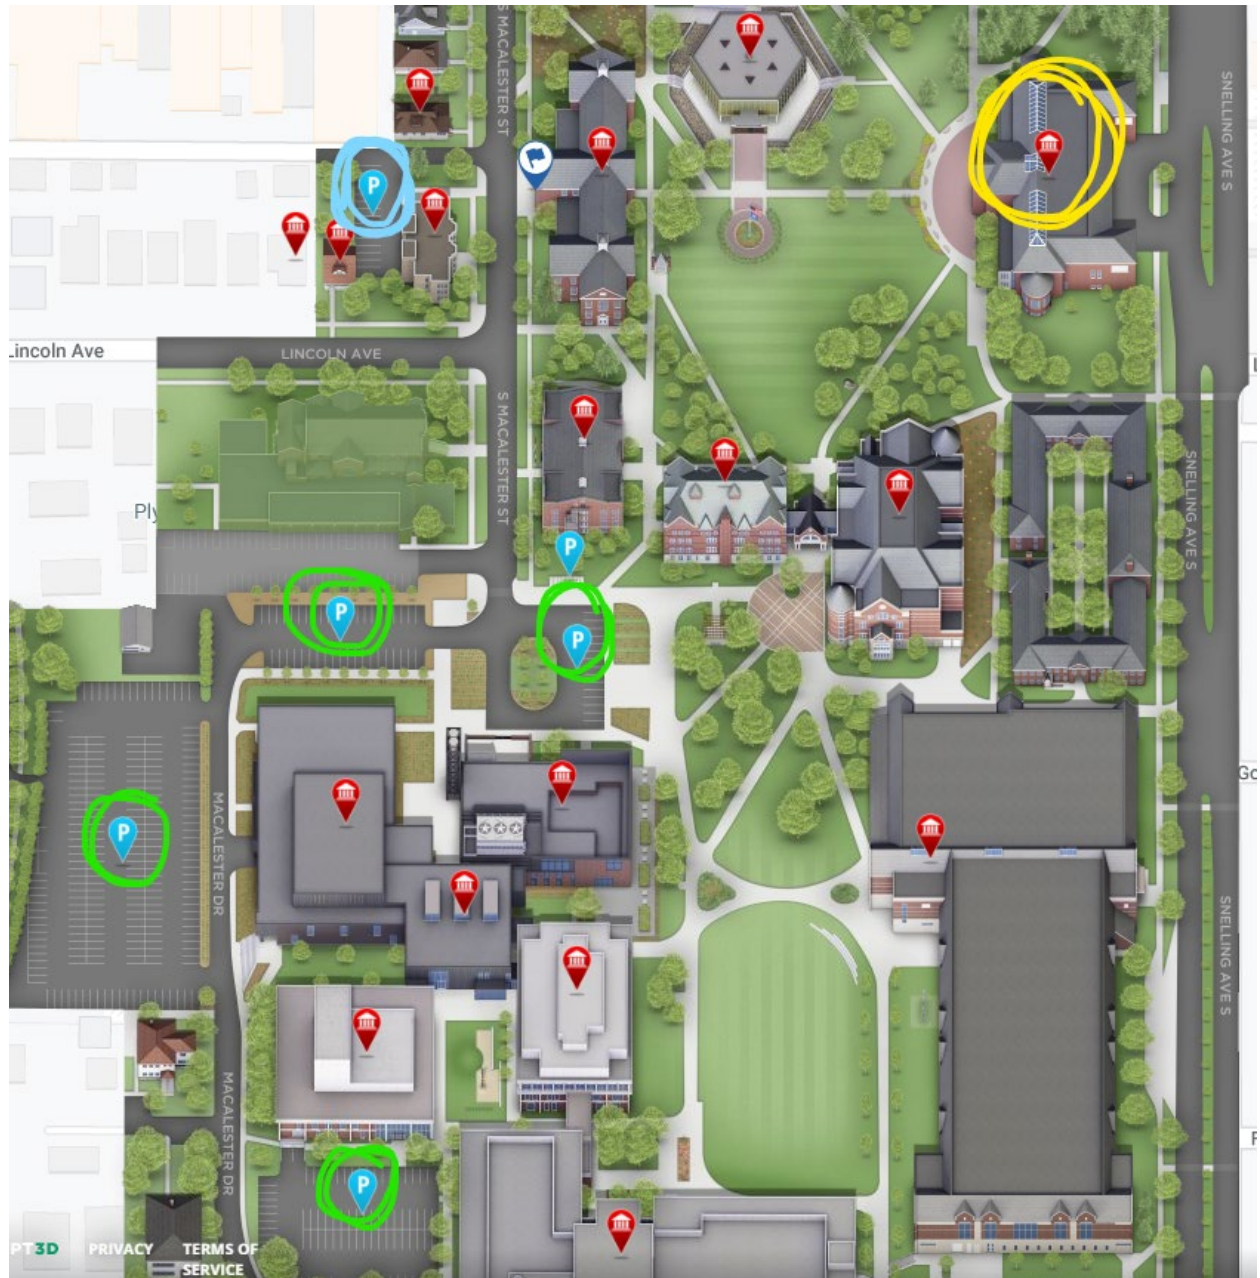 S MACALESTER ST
SNELLING AVE S
P
Lincoln Ave
LINCOLN AVE
S MACALESTER ST
SNELLING AVE S
Ply
P
P
P
Go
MACALESTER DR
P
SNELLING AVE S
MACALESTER DR
P
PT3D
PRIVACY
TERMS OF
SERVICE